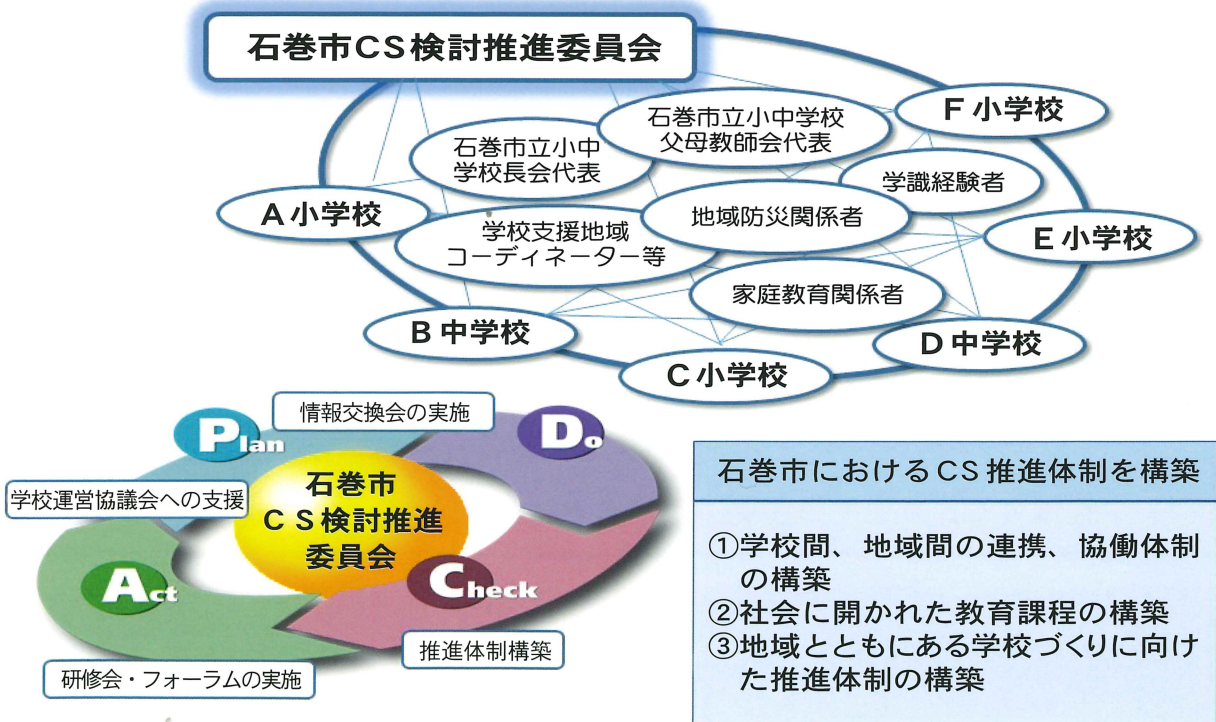 石巻市CS検討推進委員会
F小学校
石巻市立小中学校
父母教師会代表
石巻市立小中
学校長会代表
学識経験者
A小学校
地域防災関係者
学校支援地域
コーディネーター等
E小学校
家庭教育関係者
B中学校
D中学校
C小学校
情報交換会の実施
Plan
Do
学校運営協議会への支援
石巻市
CS検討推進
委員会
Act
Check
推進体制構築
研修会・フォーラムの実施
石巻市におけるCS推進体制を構築
①学校間、地域間の連携、協働体制
の構築
②社会に開かれた教育課程の構築
③地域とともにある学校づくりに向け
た推進体制の構築